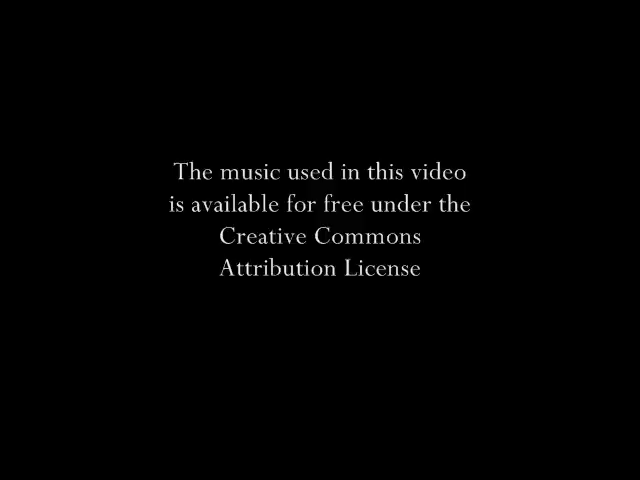 The music used in this video
is available for free under the
Creative Commons
Attribution License